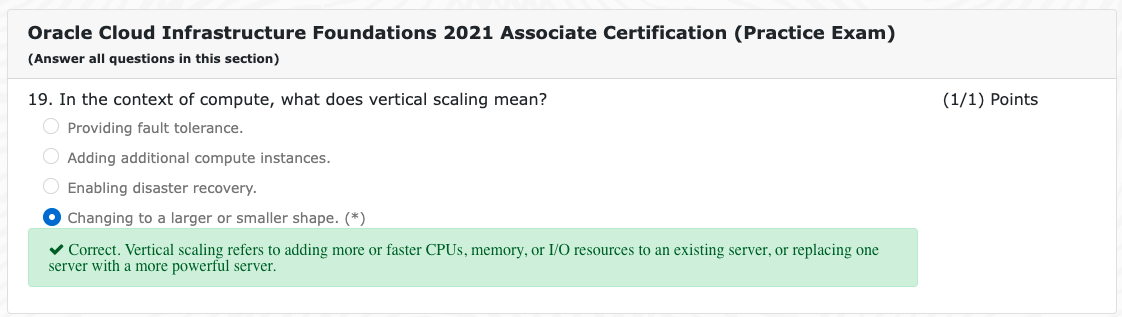 Oracle Cloud Infrastructure Foundations 2021 Associate Certification (Practice Exam)
(Answer all questions in this section)
19. In the context of compute, what does vertical scaling mean? (1/1) Points
Providing fault tolerance.
Adding additional compute instances.
Enabling disaster recovery.
Changing to a larger or smaller shape. (*)
✔ Correct. Vertical scaling refers to adding more or faster CPUs, memory, or I/O resources to an existing server, or replacing one
server with a more powerful server.